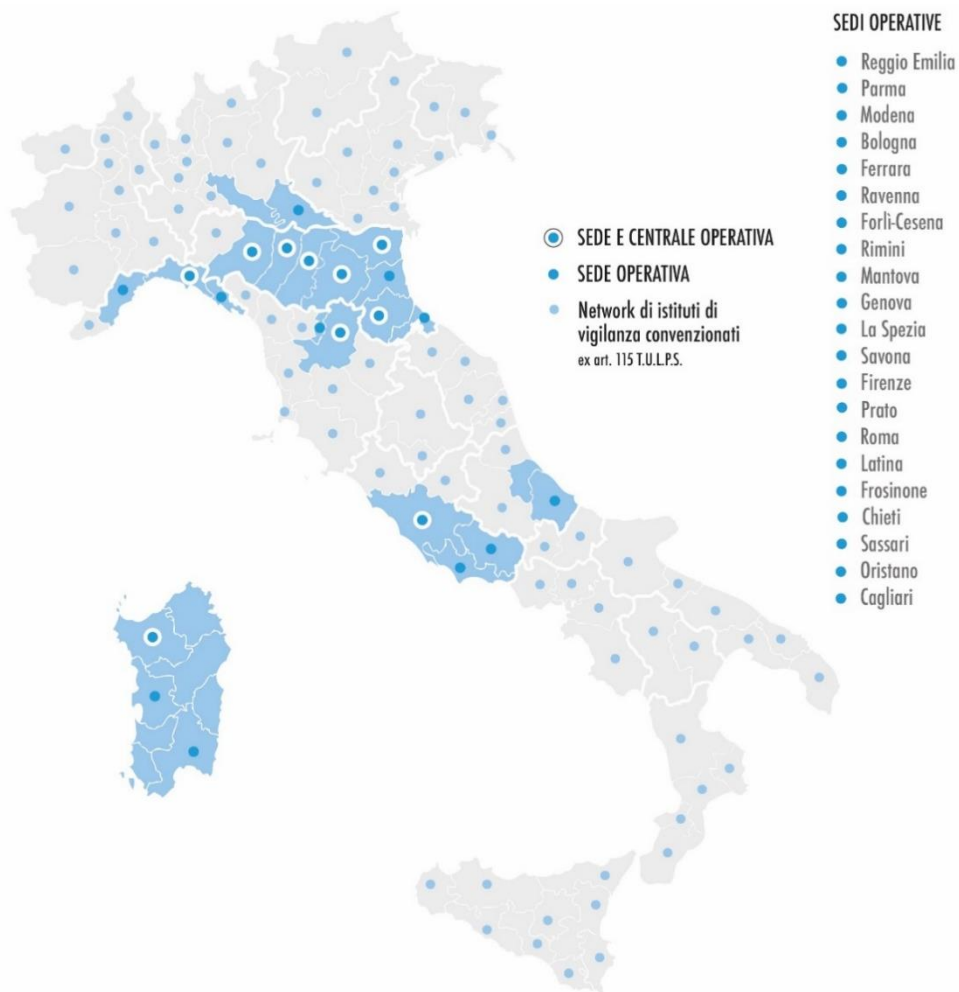 SEDI OPERATIVE
Reggio Emilia
Parma
Modena
Bologna
Ferrara
Ravenna
Forlì-Cesena
Rimini
Mantova
Genova
La Spezia
Savona
Firenze
Prato
Roma
Latina
Frosinone
Chieti
Sassari
Oristano
Cagliari
SEDE E CENTRALE OPERATIVA
SEDE OPERATIVA
Network di istituti di
vigilanza convenzionati
ex art. 115 T.U.L.P.S.